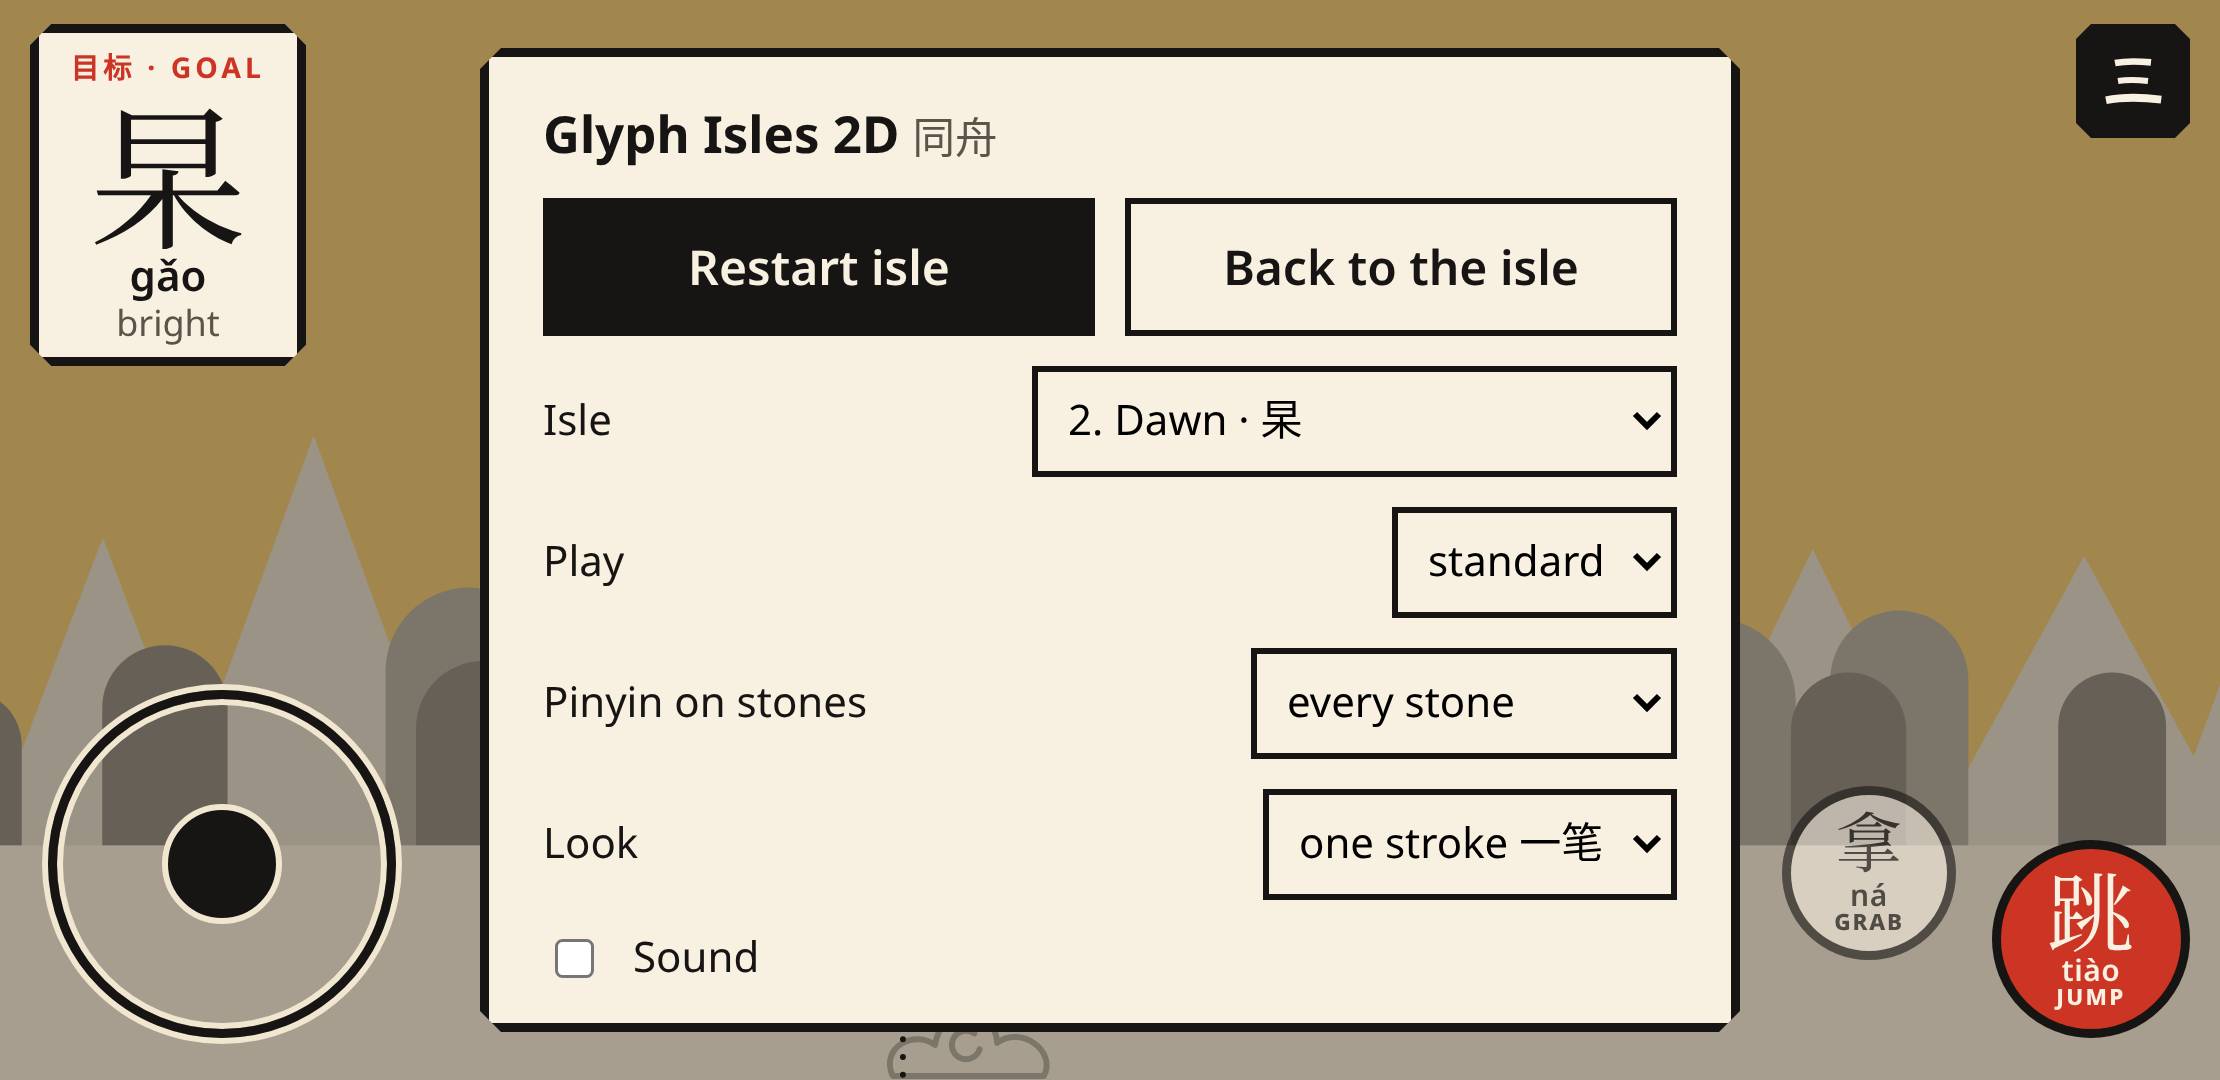 目标 · GOAL
杲
gǎo
bright
三
Glyph Isles 2D 同舟
Restart isle
Back to the isle
Isle
2. Dawn · 杲
Play
standard
Pinyin on stones
every stone
Look
one stroke 一笔
Sound
拿
ná
GRAB
跳
tiào
JUMP